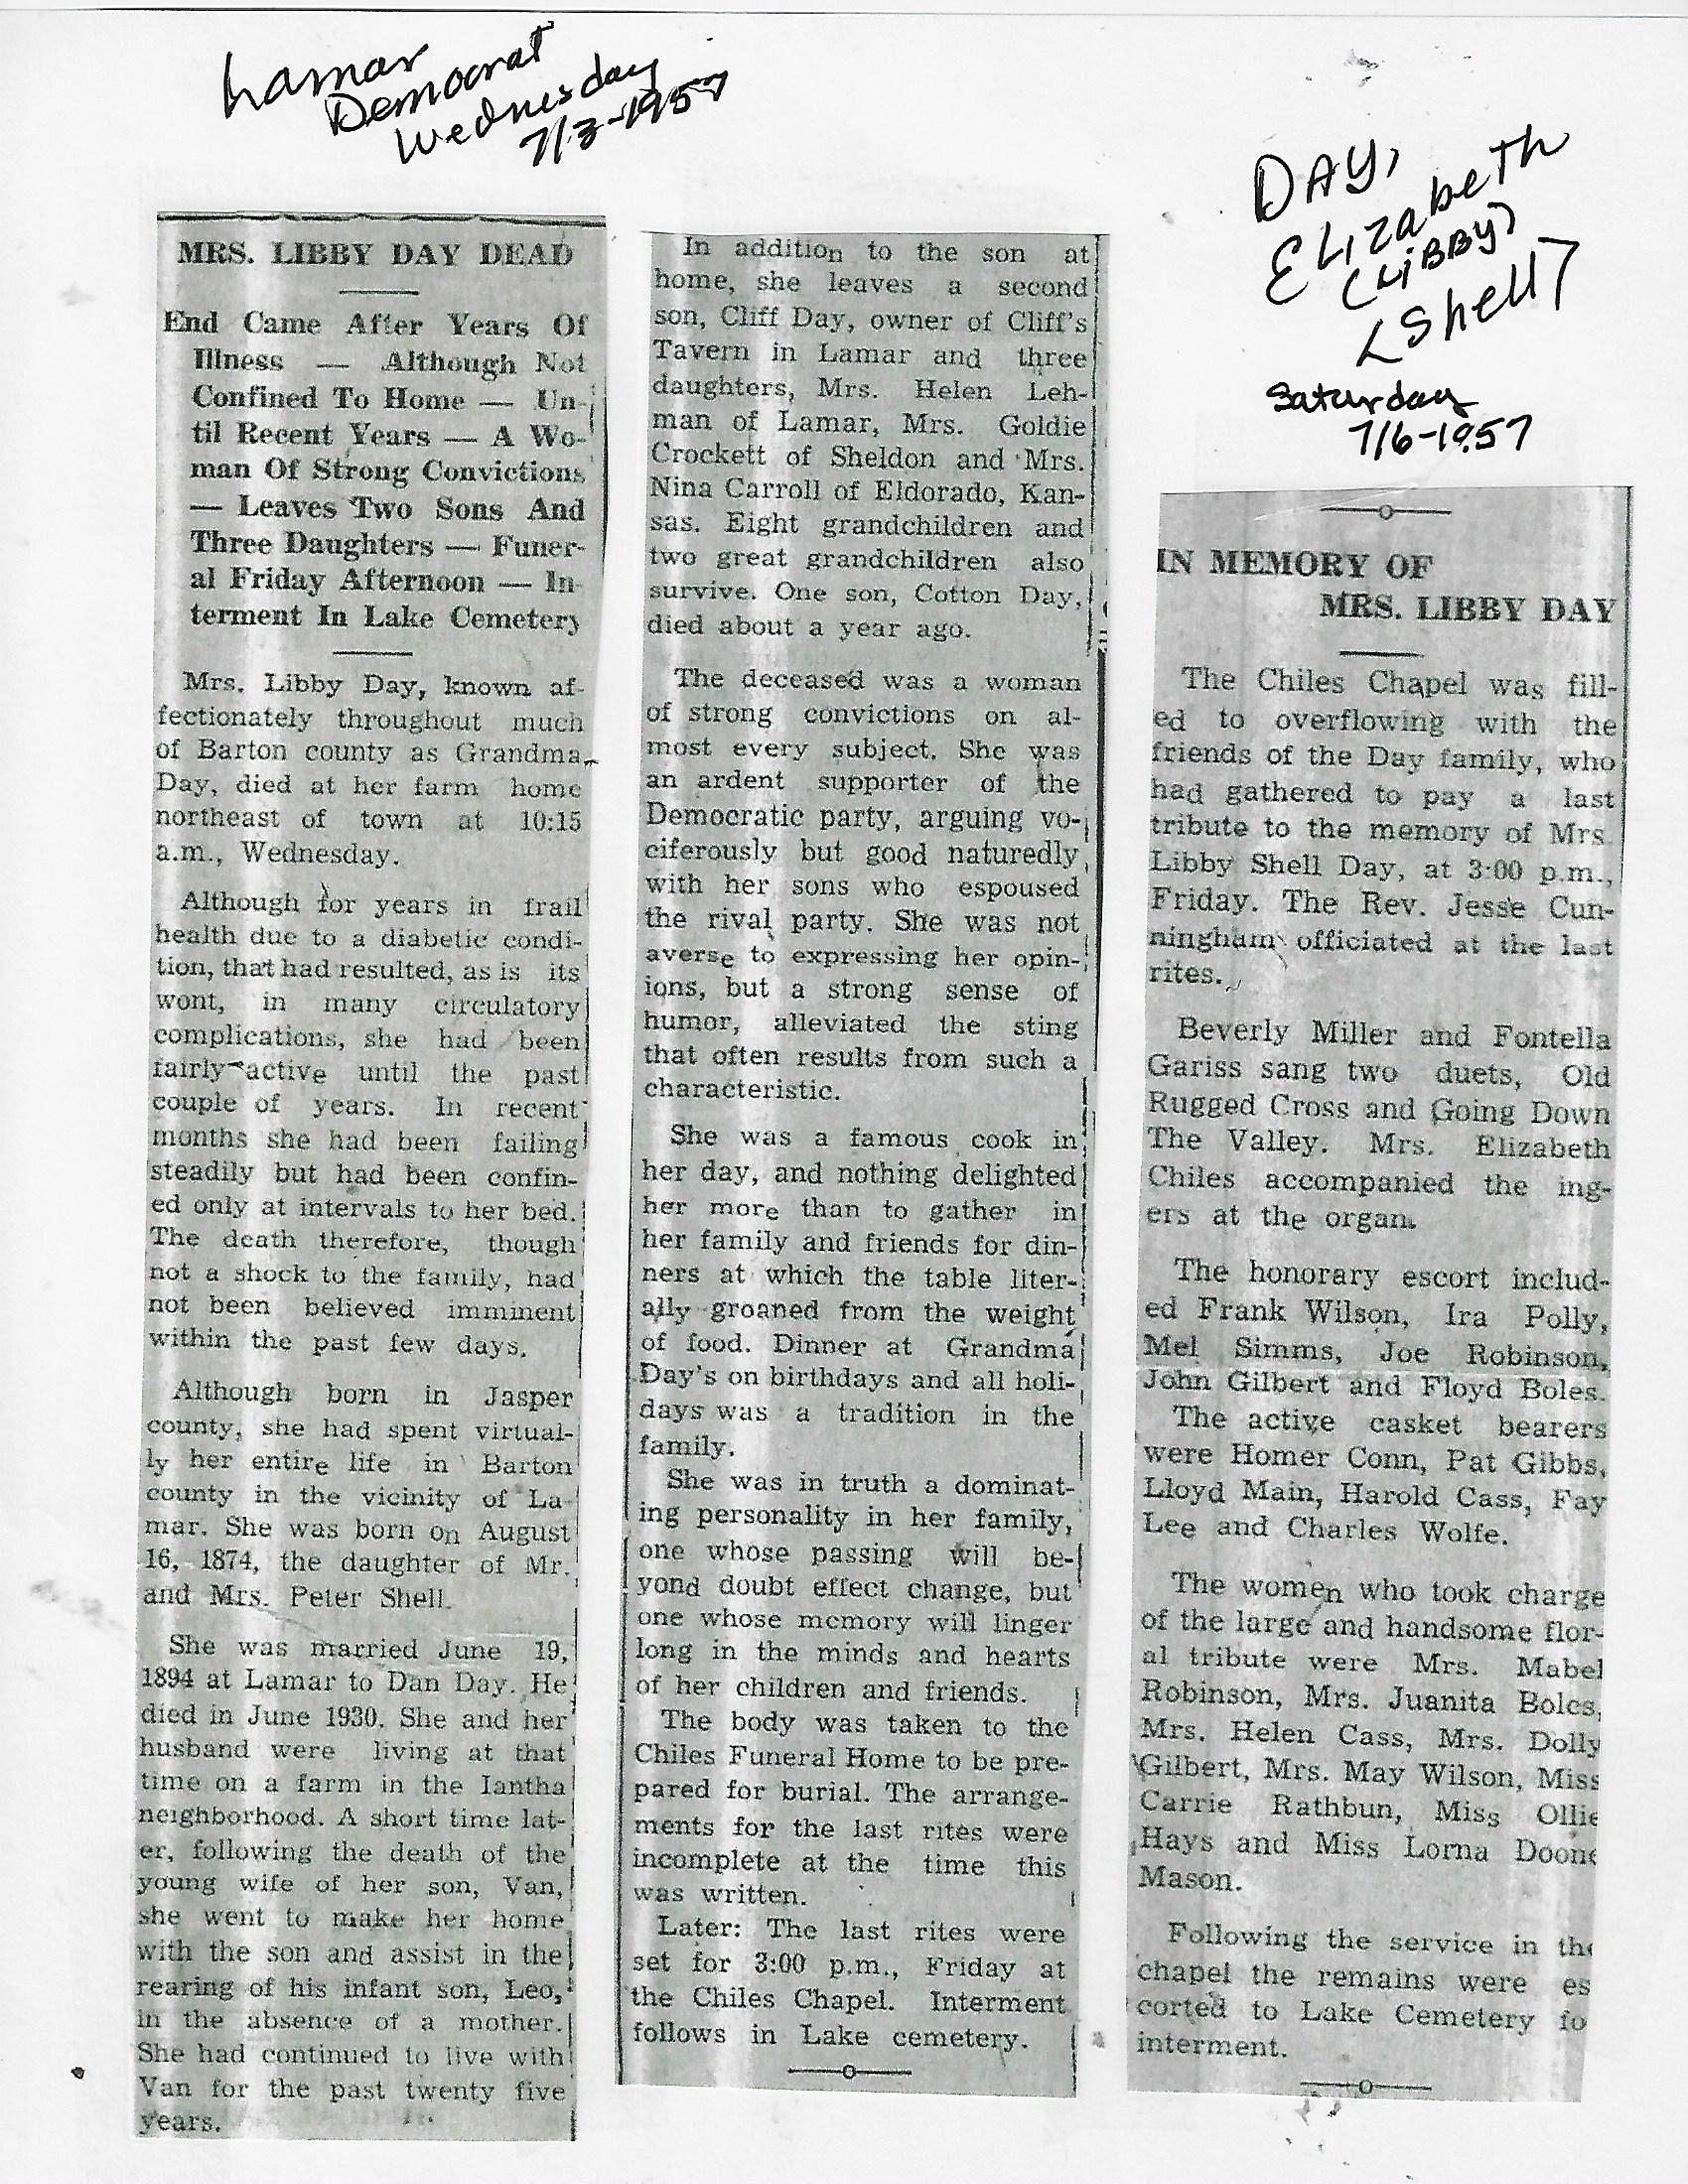 Lamar
Democrat
Wednesday
7/3-1957
MRS. LIBBY DAY DEAD
End Came After Years Of
Illness — Although Not
Confined To Home — Un-
til Recent Years — A Wo-
man Of Strong Convictions
— Leaves Two Sons And
Three Daughters — Funer-
al Friday Afternoon — In-
terment In Lake Cemetery
Mrs. Libby Day, known af-
fectionately throughout much
of Barton county as Grandma
Day, died at her farm home
northeast of town at 10:15
a.m., Wednesday.
Although for years in frail
health due to a diabetic condi-
tion, that had resulted, as is its
wont, in many circulatory
complications, she had been
fairly active until the past
couple of years. In recent
months she had been failing
steadily but had been confin-
ed only at intervals to her bed.
The death therefore, though
not a shock to the family, had
not been believed imminent
within the past few days.
Although born in Jasper
county, she had spent virtual-
ly her entire life in Barton
county in the vicinity of La-
mar. She was born on August
16, 1874, the daughter of Mr.
and Mrs. Peter Shell.
She was married June 19,
1894 at Lamar to Dan Day. He
died in June 1930. She and her
husband were living at that
time on a farm in the Iantha
neighborhood. A short time lat-
er, following the death of the
young wife of her son, Van,
she went to make her home
with the son and assist in the
rearing of his infant son, Leo,
in the absence of a mother.
She had continued to live with
Van for the past twenty five
years.
In addition to the son at
home, she leaves a second
son, Cliff Day, owner of Cliff's
Tavern in Lamar and three
daughters, Mrs. Helen Leh-
man of Lamar, Mrs. Goldie
Crockett of Sheldon and Mrs.
Nina Carroll of Eldorado, Kan-
sas. Eight grandchildren and
two great grandchildren also
survive. One son, Cotton Day,
died about a year ago.
The deceased was a woman
of strong convictions on al-
most every subject. She was
an ardent supporter of the
Democratic party, arguing vo-
ciferously but good naturedly
with her sons who espoused
the rival party. She was not
averse to expressing her opin-
ions, but a strong sense of
humor, alleviated the sting
that often results from such a
characteristic.
She was a famous cook in
her day, and nothing delighted
her more than to gather in
her family and friends for din-
ners at which the table liter-
ally groaned from the weight
of food. Dinner at Grandma
Day's on birthdays and all holi-
days was a tradition in the
family.
She was in truth a dominat-
ing personality in her family,
one whose passing will be-
yond doubt effect change, but
one whose memory will linger
long in the minds and hearts
of her children and friends.
The body was taken to the
Chiles Funeral Home to be pre-
pared for burial. The arrange-
ments for the last rites were
incomplete at the time this
was written.
Later: The last rites were
set for 3:00 p.m., Friday at
the Chiles Chapel. Interment
follows in Lake cemetery.
DAY,
Elizabeth
(LIBBY)
<Shell>
Saturday
7/6-1957
IN MEMORY OF
MRS. LIBBY DAY
The Chiles Chapel was fill-
ed to overflowing with the
friends of the Day family, who
had gathered to pay a last
tribute to the memory of Mrs.
Libby Shell Day, at 3:00 p.m.,
Friday. The Rev. Jesse Cun-
ningham officiated at the last
rites.
Beverly Miller and Fontella
Gariss sang two duets, Old
Rugged Cross and Going Down
The Valley. Mrs. Elizabeth
Chiles accompanied the ing-
ers at the organ.
The honorary escort includ-
ed Frank Wilson, Ira Polly,
Mel Simms, Joe Robinson,
John Gilbert and Floyd Boles.
The active casket bearers
were Homer Conn, Pat Gibbs,
Lloyd Main, Harold Cass, Fay
Lee and Charles Wolfe.
The women who took charge
of the large and handsome flor-
al tribute were Mrs. Mabel
Robinson, Mrs. Juanita Boles,
Mrs. Helen Cass, Mrs. Dolly
Gilbert, Mrs. May Wilson, Miss
Carrie Rathbun, Miss Ollie
Hays and Miss Lorna Doone
Mason.
Following the service in the
chapel the remains were es
corted to Lake Cemetery fo
interment.